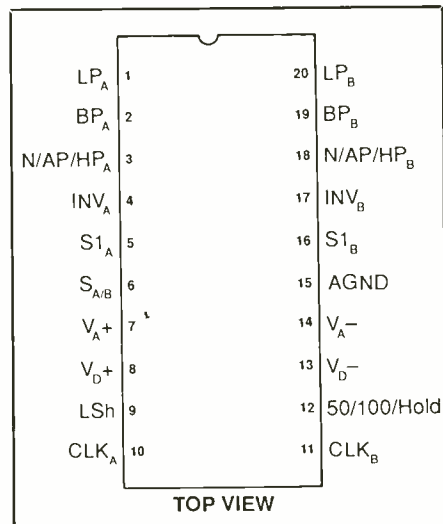 LP_A 1 20 LP_B
BP_A 2 19 BP_B
N/AP/HP_A 3 18 N/AP/HP_B
INV_A 4 17 INV_B
S1_A 5 16 S1_B
S_A/B 6 15 AGND
V_A+ 7 14 V_A−
V_D+ 8 13 V_D−
LSh 9 12 50/100/Hold
CLK_A 10 11 CLK_B
TOP VIEW